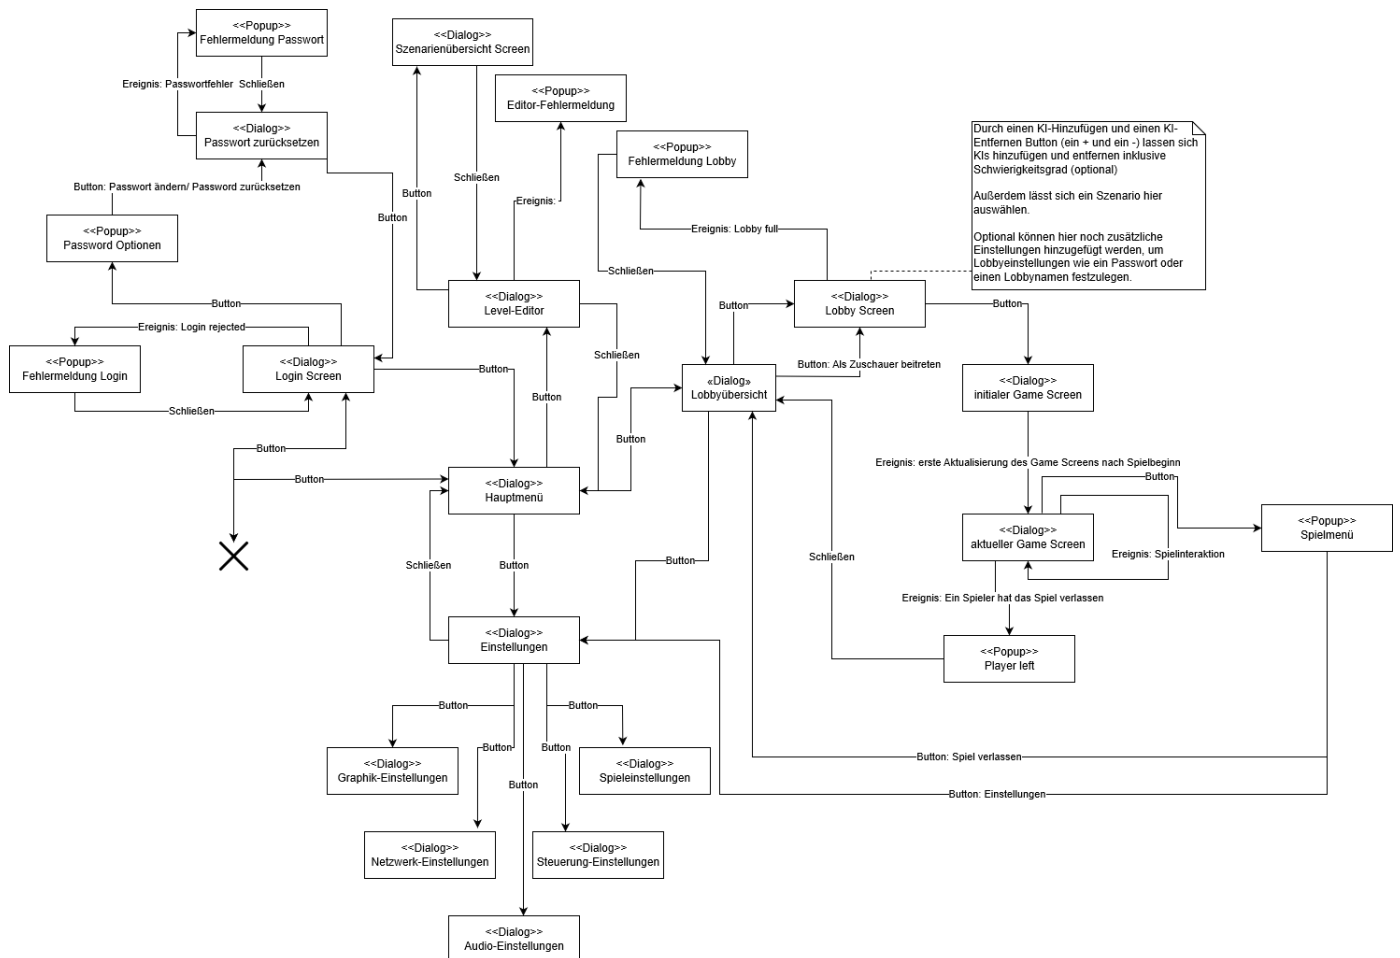 <<Popup>>
Fehlermeldung Passwort
<<Dialog>>
Szenarienübersicht Screen
Ereignis: Passwortfehler
Schließen
<<Popup>>
Editor-Fehlermeldung
<<Dialog>>
Passwort zurücksetzen
<<Popup>>
Fehlermeldung Lobby
Durch einen KI-Hinzufügen und einen KI-
Entfernen Button (ein + und ein -) lassen sich
KIs hinzufügen und entfernen inklusive
Schwierigkeitsgrad (optional)
Außerdem lässt sich ein Szenario hier
auswählen.
Optional können hier noch zusätzliche
Einstellungen hinzugefügt werden, um
Lobbyeinstellungen wie ein Passwort oder
einen Lobbynamen festzulegen.
Button: Passwort ändern/ Password zurücksetzen
Button
Button
Schließen
Ereignis:
<<Popup>>
Password Optionen
Ereignis: Lobby full
Schließen
<<Dialog>>
Level-Editor
<<Dialog>>
Lobby Screen
Button
Button
Button
Ereignis: Login rejected
<<Popup>>
Fehlermeldung Login
<<Dialog>>
Login Screen
Button
Schließen
Button: Als Zuschauer beitreten
«Dialog»
Lobbyübersicht
<<Dialog>>
initialer Game Screen
Schließen
Button
Button
Button
Button
<<Dialog>>
Hauptmenü
Ereignis: erste Aktualisierung des Game Screens nach Spielbeginn
Button
<<Dialog>>
aktueller Game Screen
<<Popup>>
Spielmenü
Ereignis: Spielinteraktion
Schließen
Button
Button
Schließen
Ereignis: Ein Spieler hat das Spiel verlassen
<<Dialog>>
Einstellungen
<<Popup>>
Player left
Button
Button
Button
Button
Button
Button: Spiel verlassen
<<Dialog>>
Graphik-Einstellungen
<<Dialog>>
Spieleinstellungen
Button: Einstellungen
<<Dialog>>
Netzwerk-Einstellungen
<<Dialog>>
Steuerung-Einstellungen
<<Dialog>>
Audio-Einstellungen